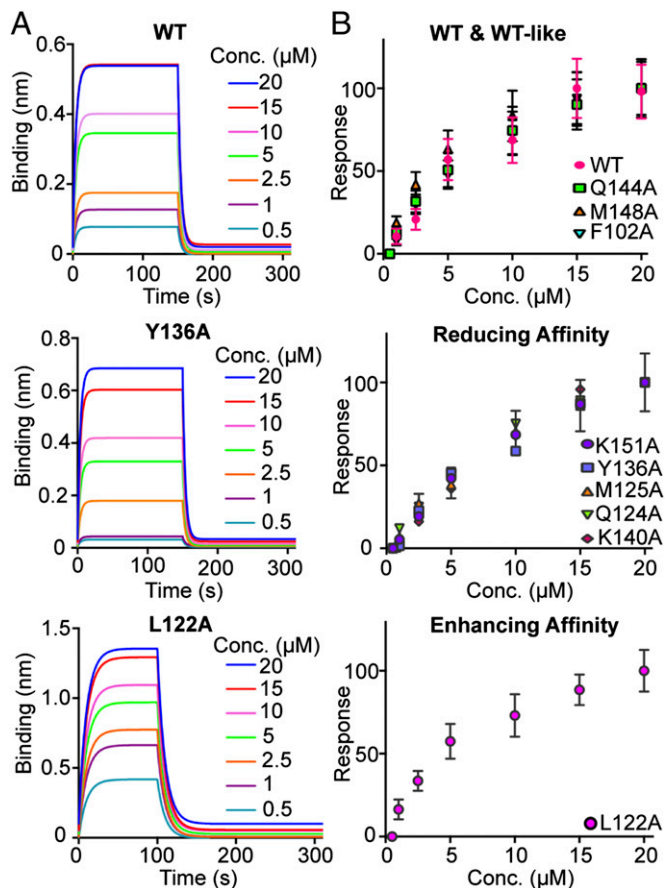 A
WT
Binding (nm)
0.6
0.4
0.2
0
Conc. (μM)
20
15
10
5
2.5
1
0.5
0 100 200 300
Time (s)
B
WT & WT-like
Response
100
50
0
WT
Q144A
M148A
F102A
0 5 10 15 20
Conc. (μM)
Y136A
Binding (nm)
0.8
0.6
0.4
0.2
0
Conc. (μM)
20
15
10
5
2.5
1
0.5
0 100 200 300
Time (s)
Reducing Affinity
Response
100
50
0
K151A
Y136A
M125A
Q124A
K140A
0 5 10 15 20
Conc. (μM)
L122A
Binding (nm)
1.5
1.0
0.5
0
Conc. (μM)
20
15
10
5
2.5
1
0.5
0 100 200 300
Time (s)
Enhancing Affinity
Response
100
50
0
L122A
0 5 10 15 20
Conc. (μM)